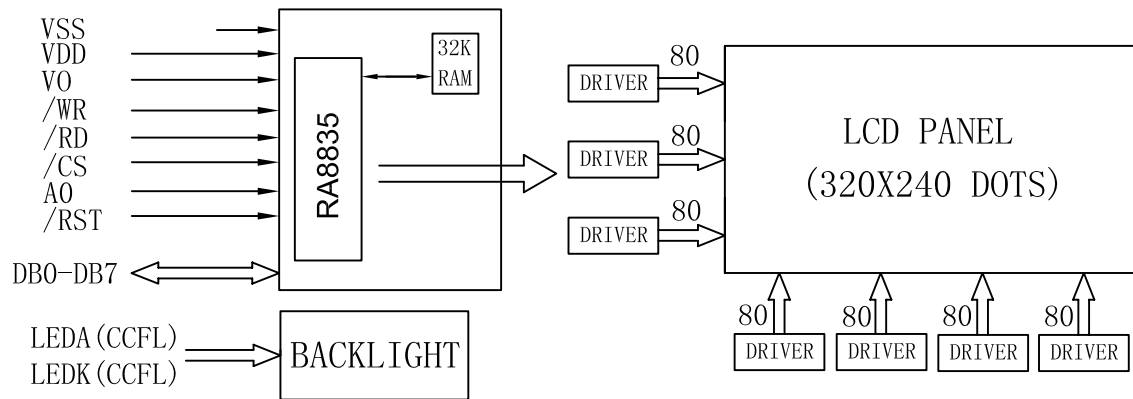 VSS
VDD
VO
/WR
/RD
/CS
AO
/RST
DB0-DB7
RA8835
32K
RAM
DRIVER
80
DRIVER
80
DRIVER
80
LCD PANEL
(320X240 DOTS)
80
80
80
80
DRIVER
DRIVER
DRIVER
DRIVER
LEDA(CCFL)
LEDK(CCFL)
BACKLIGHT